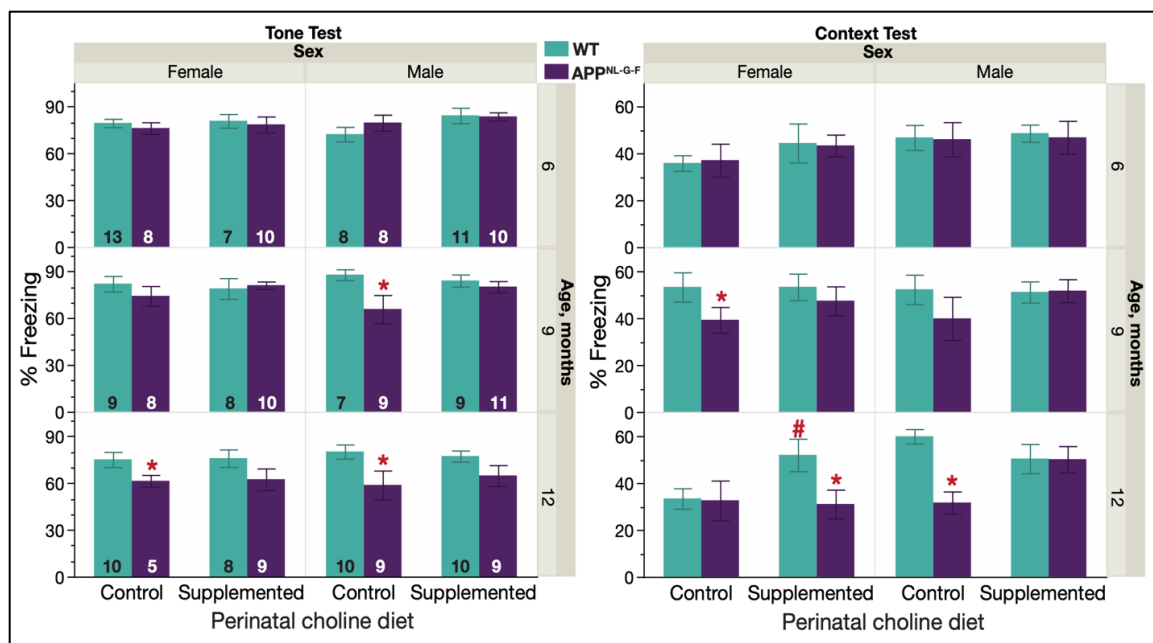 Tone Test
Sex
Female Male
WT
APPNL-G-F
Context Test
Sex
Female Male
90
60
30
0
13 8 7 10 8 8 11 10
6
60
40
20
0
6
90
60
30
0
9 8 8 10 7 9 9 11
9
60
40
20
0
*
*
9
90
60
30
0
10 5 8 9 10 9 10 9
*
*
12
60
40
20
0
#
*
*
12
% Freezing
Age, months
% Freezing
Age, months
Control Supplemented Control Supplemented
Perinatal choline diet
Control Supplemented Control Supplemented
Perinatal choline diet